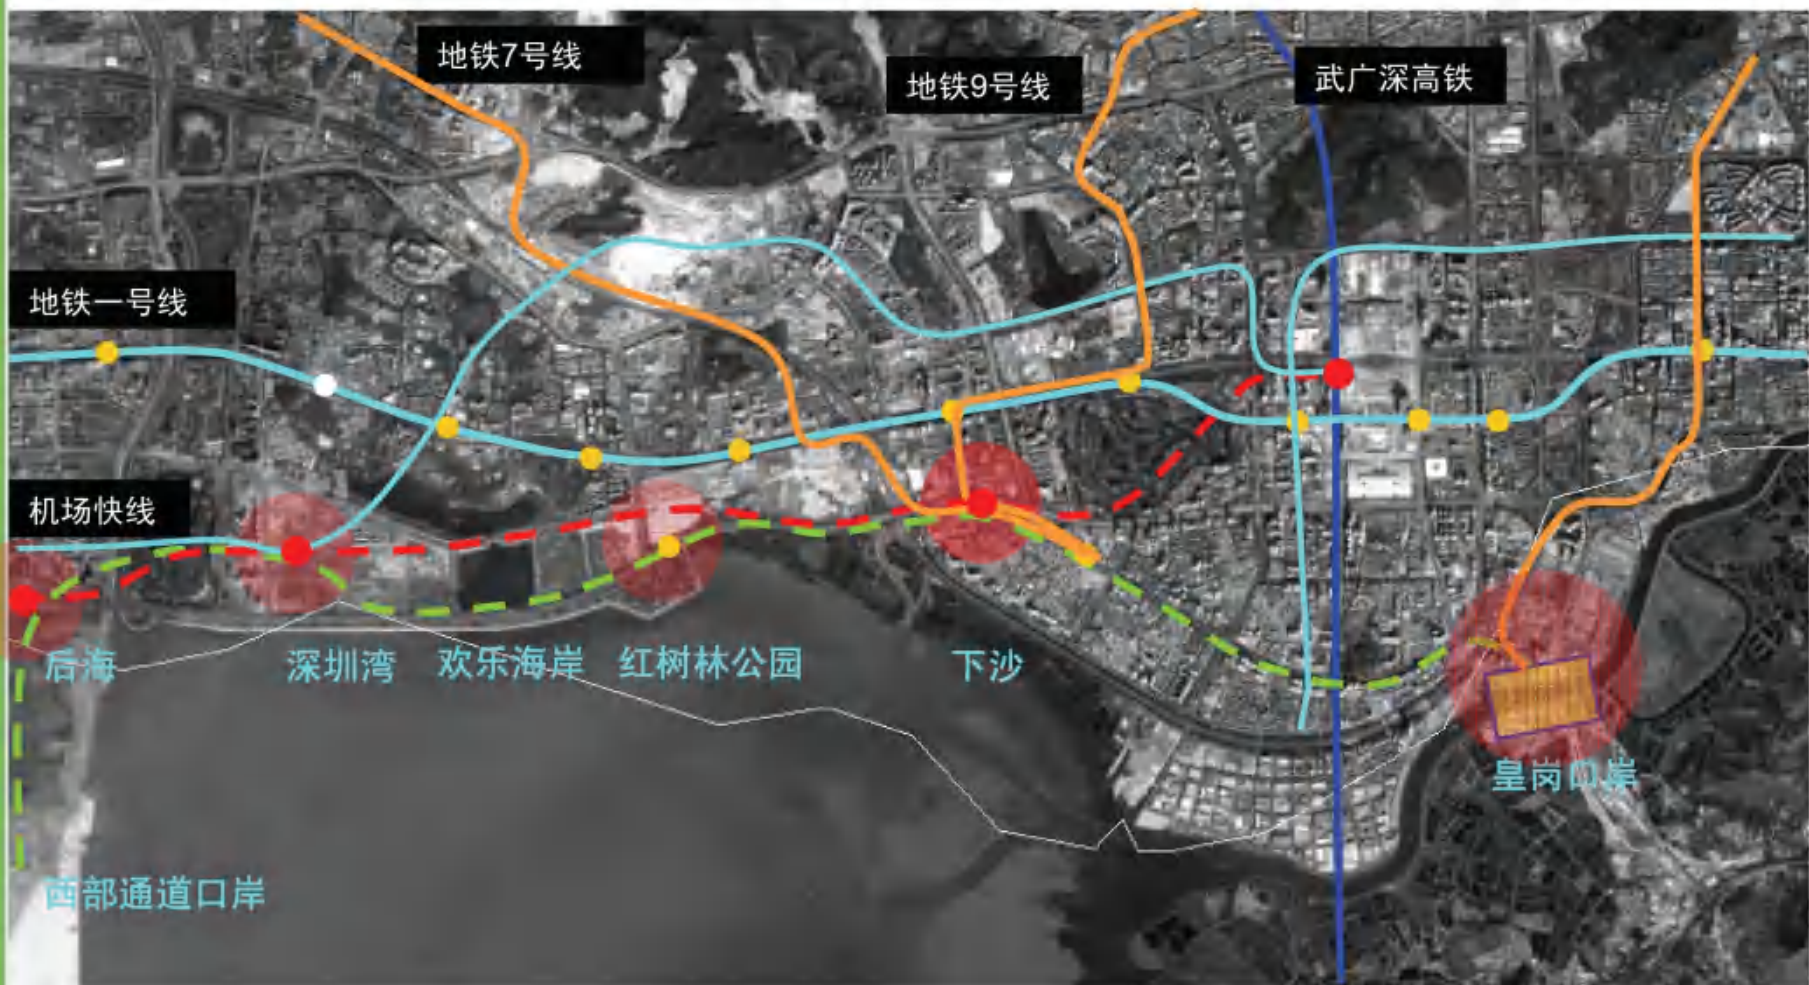 地铁7号线
地铁9号线
武广深高铁
地铁一号线
机场快线
后海
深圳湾
欢乐海岸
红树林公园
下沙
皇岗口岸
西部通道口岸